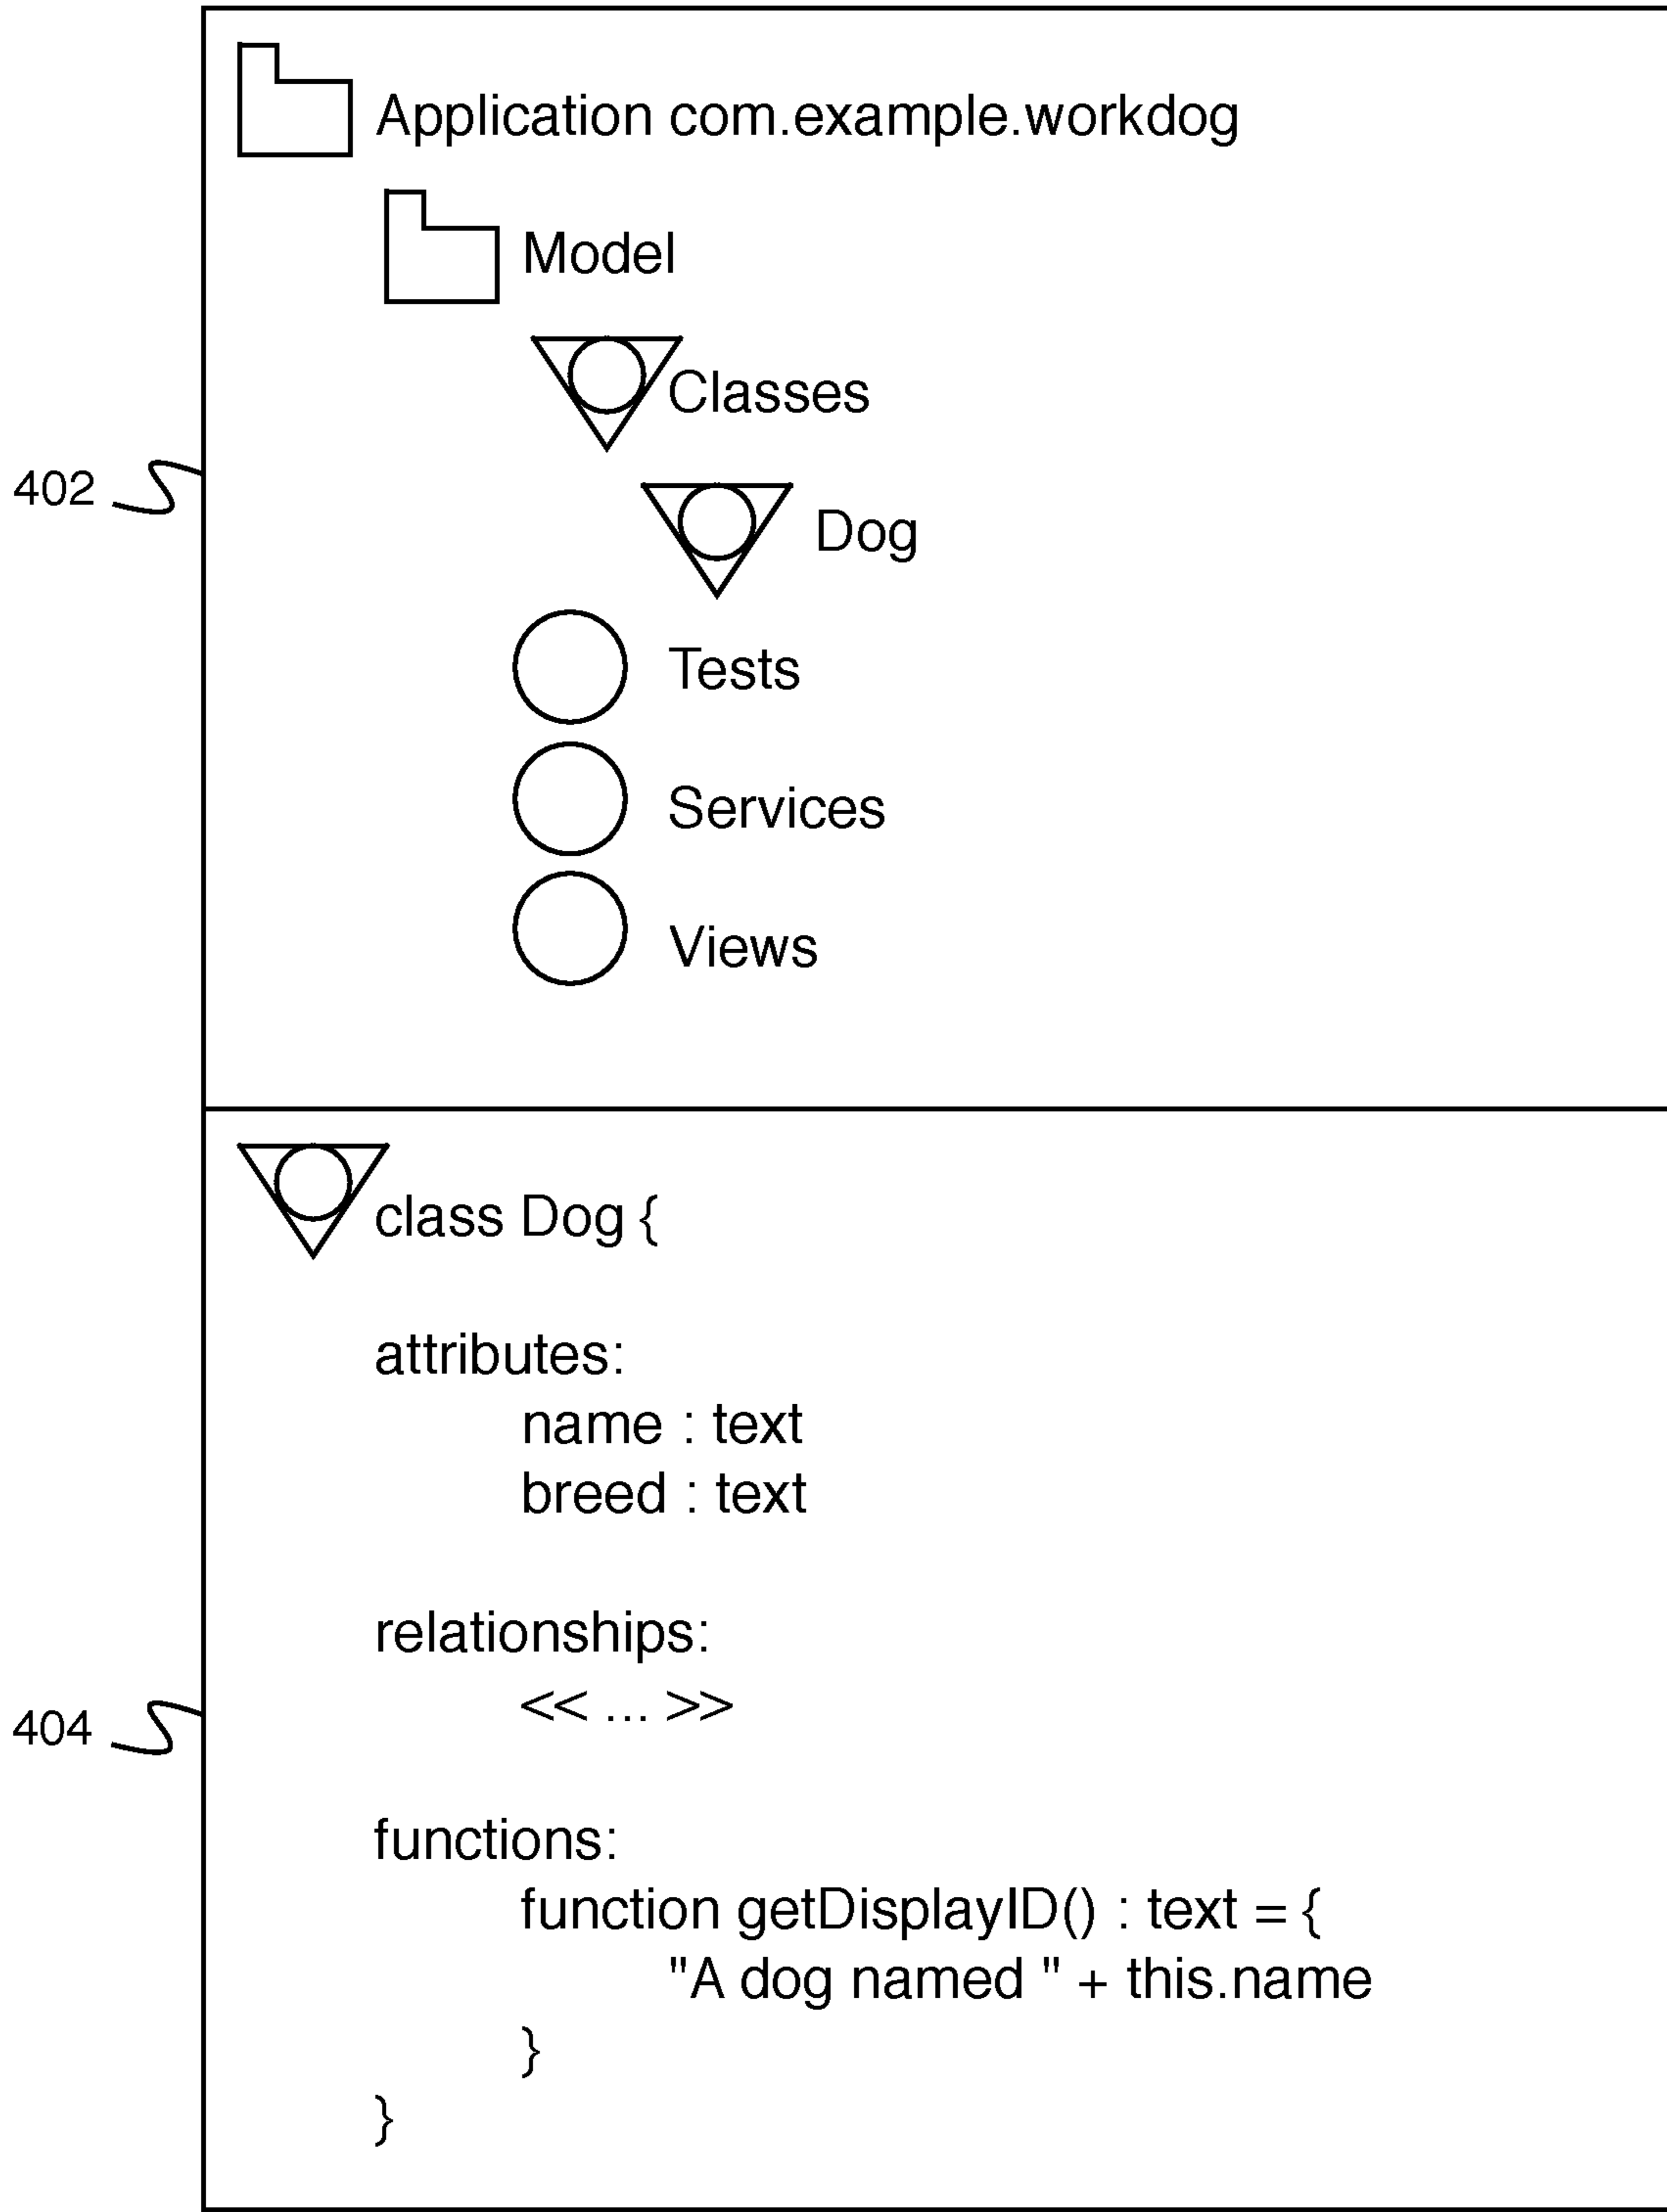 Application com.example.workdog
Model
Classes
402
Dog
Tests
Services
Views
class Dog {
attributes:
name : text
breed : text
relationships:
<< ... >>
404
functions:
function getDisplayID() : text = {
"A dog named " + this.name
}
}